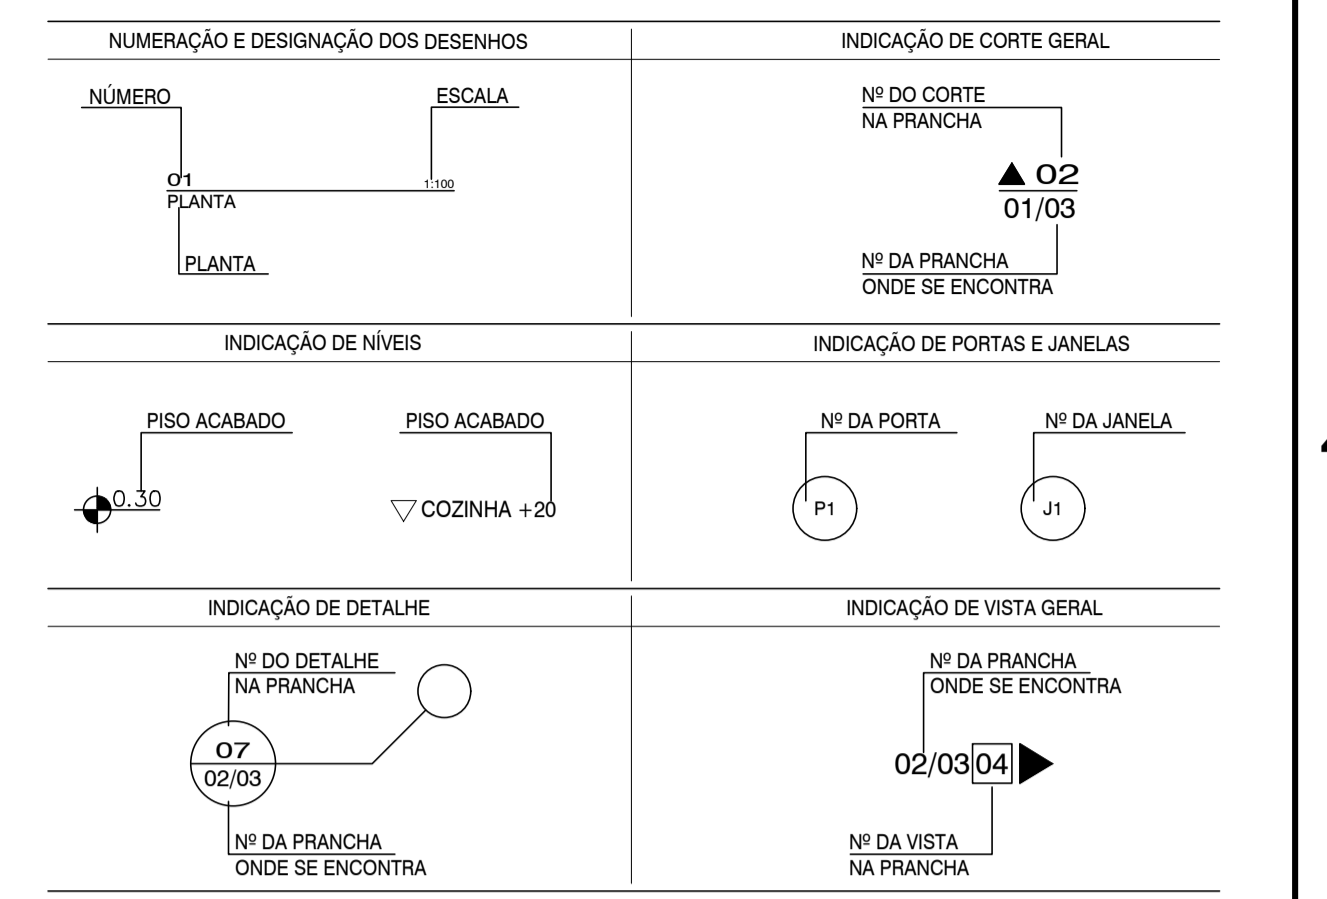 NUMERAÇÃO E DESIGNAÇÃO DOS DESENHOS
NÚMERO
ESCALA
01
1:100
PLANTA
PLANTA
INDICAÇÃO DE CORTE GERAL
Nº DO CORTE
NA PRANCHA
02
01/03
Nº DA PRANCHA
ONDE SE ENCONTRA
INDICAÇÃO DE NÍVEIS
PISO ACABADO
PISO ACABADO
0.30
COZINHA +20
INDICAÇÃO DE PORTAS E JANELAS
Nº DA PORTA
Nº DA JANELA
P1
J1
INDICAÇÃO DE DETALHE
Nº DO DETALHE
NA PRANCHA
07
02/03
Nº DA PRANCHA
ONDE SE ENCONTRA
INDICAÇÃO DE VISTA GERAL
Nº DA PRANCHA
ONDE SE ENCONTRA
02/03 04
Nº DA VISTA
NA PRANCHA